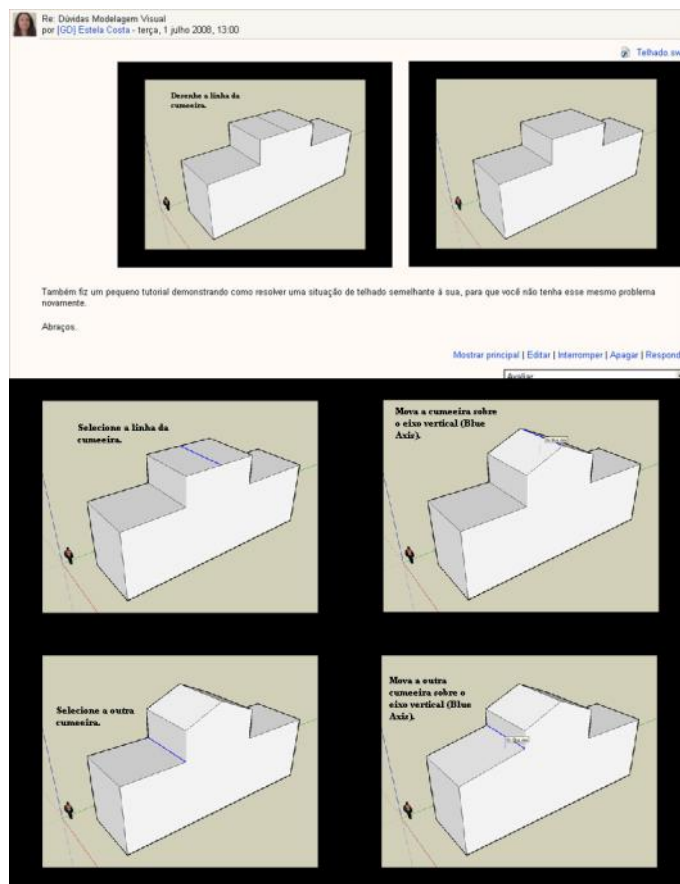 Re: Dúvidas Modelagem Visual
por [GD] Estela Costa - terça, 1 julho 2008, 13:00
Telhado.sw
Desenhe a linha da
cumeeira.
Também fiz um pequeno tutorial demonstrando como resolver uma situação de telhado semelhante à sua, para que você não tenha esse mesmo problema
novamente.
Abraços.
Mostrar principal | Editar | Interromper | Apagar | Respond
Avaliar...
Selecione a linha da
cumeeira.
Mova a cumeeira sobre
o eixo vertical (Blue
Axis).
Selecione a outra
cumeeira.
Mova a outra
cumeeira sobre o
eixo vertical (Blue
Axis).